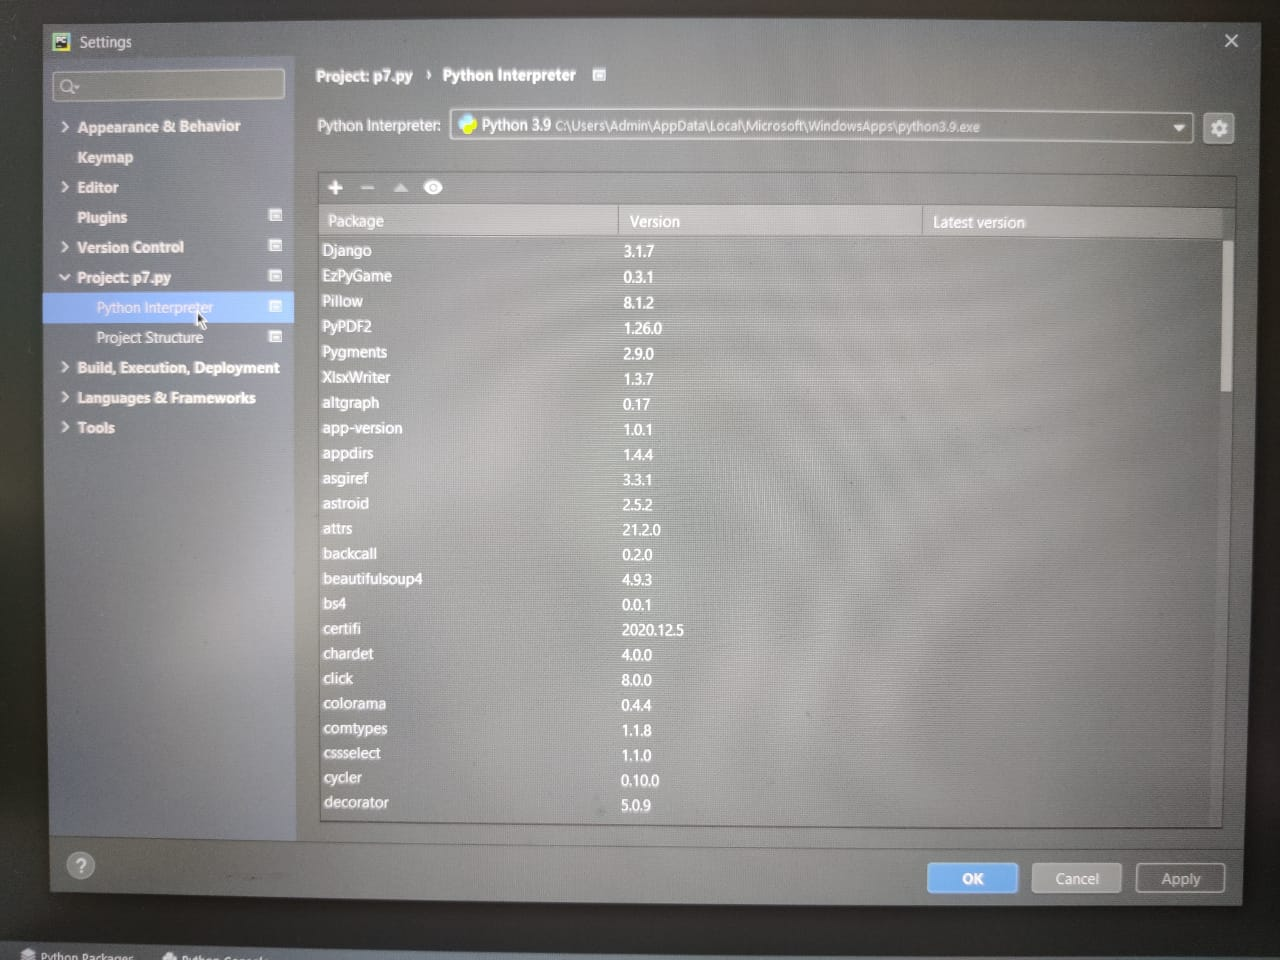 PC
Settings
Project: p7.py › Python Interpreter
Appearance & Behavior
Keymap
Editor
Plugins
Version Control
Project: p7.py
Python Interpreter
Project Structure
Build, Execution, Deployment
Languages & Frameworks
Tools
Python Interpreter: Python 3.9 C:\Users\Admin\AppData\Local\Microsoft\WindowsApps\python3.9.exe
Package Version Latest version
Django 3.1.7
EzPyGame 0.3.1
Pillow 8.1.2
PyPDF2 1.26.0
Pygments 2.9.0
XlsxWriter 1.3.7
altgraph 0.17
app-version 1.0.1
appdirs 1.4.4
asgiref 3.3.1
astroid 2.5.2
attrs 21.2.0
backcall 0.2.0
beautifulsoup4 4.9.3
bs4 0.0.1
certifi 2020.12.5
chardet 4.0.0
click 8.0.0
colorama 0.4.4
comtypes 1.1.8
cssselect 1.1.0
cycler 0.10.0
decorator 5.0.9
?
OK Cancel Apply
Python Packages Python Console